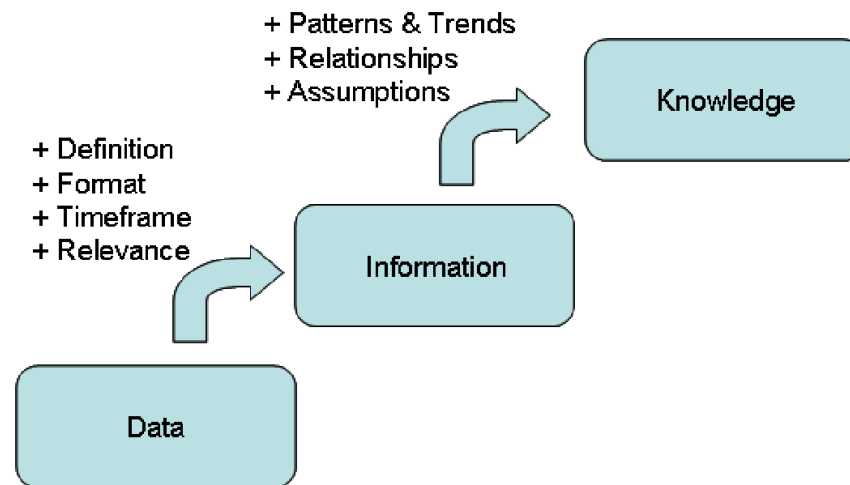 + Patterns & Trends
+ Relationships
+ Assumptions
Knowledge
+ Definition
+ Format
+ Timeframe
+ Relevance
Information
Data